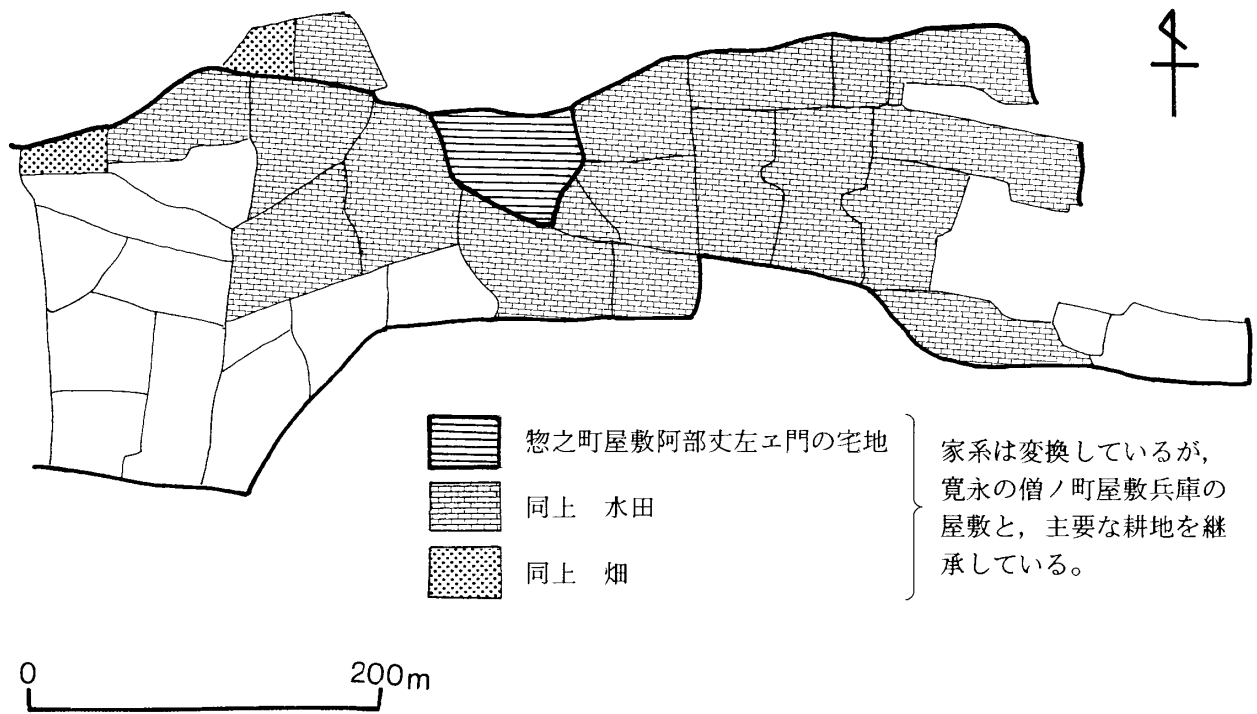 惣之町屋敷阿部丈左ヱ門の宅地
同上 水田
同上 畑
家系は変換しているが，
寛永の僧ノ町屋敷兵庫の
屋敷と，主要な耕地を継
承している。
0 200m